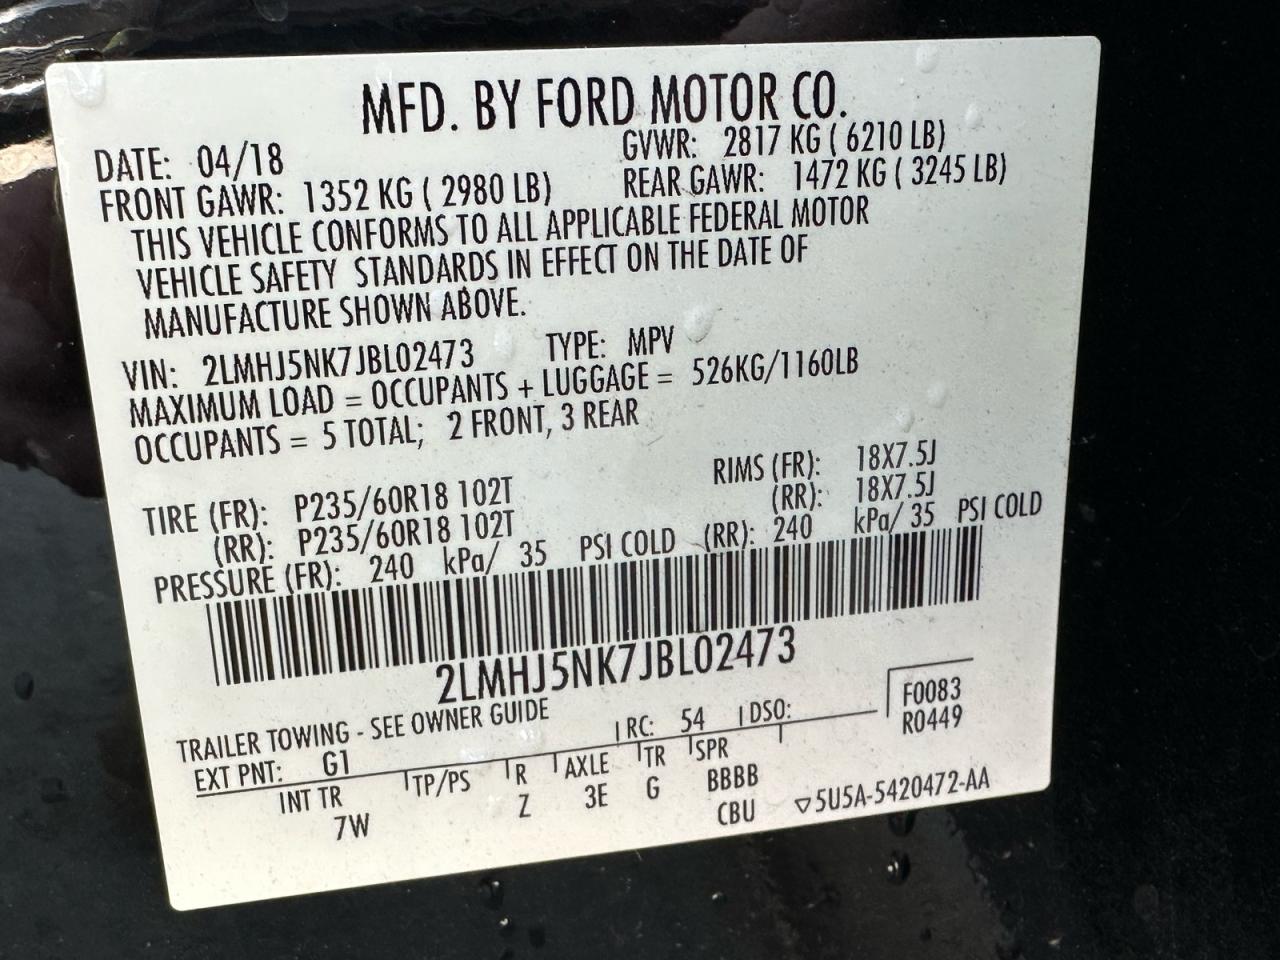 MFD. BY FORD MOTOR CO.
DATE: 04/18 GVWR: 2817 KG ( 6210 LB)
FRONT GAWR: 1352 KG ( 2980 LB) REAR GAWR: 1472 KG ( 3245 LB)
THIS VEHICLE CONFORMS TO ALL APPLICABLE FEDERAL MOTOR
VEHICLE SAFETY STANDARDS IN EFFECT ON THE DATE OF
MANUFACTURE SHOWN ABOVE.
VIN: 2LMHJ5NK7JBL02473 TYPE: MPV
MAXIMUM LOAD = OCCUPANTS + LUGGAGE = 526KG/1160LB
OCCUPANTS = 5 TOTAL; 2 FRONT, 3 REAR
TIRE (FR): P235/60R18 102T RIMS (FR): 18X7.5J
(RR): P235/60R18 102T (RR): 18X7.5J
PRESSURE (FR): 240 kPa/ 35 PSI COLD (RR): 240 kPa/ 35 PSI COLD
2LMHJ5NK7JBL02473
TRAILER TOWING - SEE OWNER GUIDE
EXT PNT: G1 RC: 54 DSO: F0083
R0449
INT TR TP/PS R AXLE TR SPR
7W Z 3E G BBBB
CBU ▽5U5A-5420472-AA